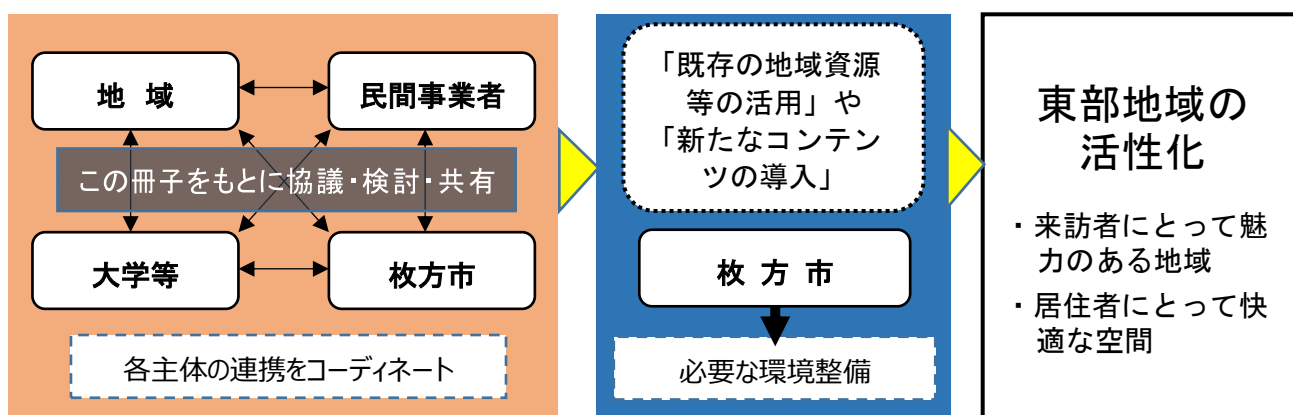 地 域
民間事業者
この冊子をもとに協議・検討・共有
大学等
枚方市
各主体の連携をコーディネート
「既存の地域資源
等の活用」や
「新たなコンテン
ツの導入」
枚 方 市
必要な環境整備
東部地域の
活性化
・来訪者にとって魅
力のある地域
・居住者にとって快
適な空間